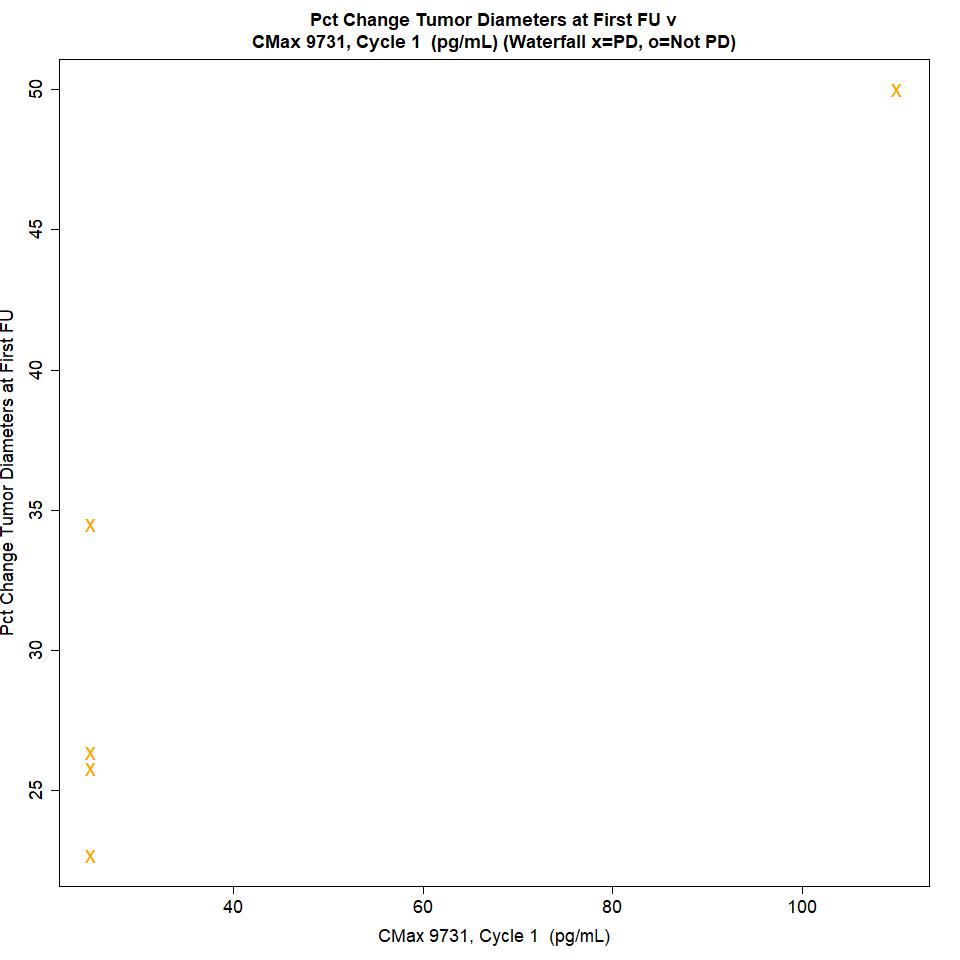 Pct Change Tumor Diameters at First FU v
CMax 9731, Cycle 1  (pg/mL) (Waterfall x=PD, o=Not PD)
Pct Change Tumor Diameters at First FU
50
45
40
35
30
25
X
X
X
X
X
40 60 80 100
CMax 9731, Cycle 1  (pg/mL)